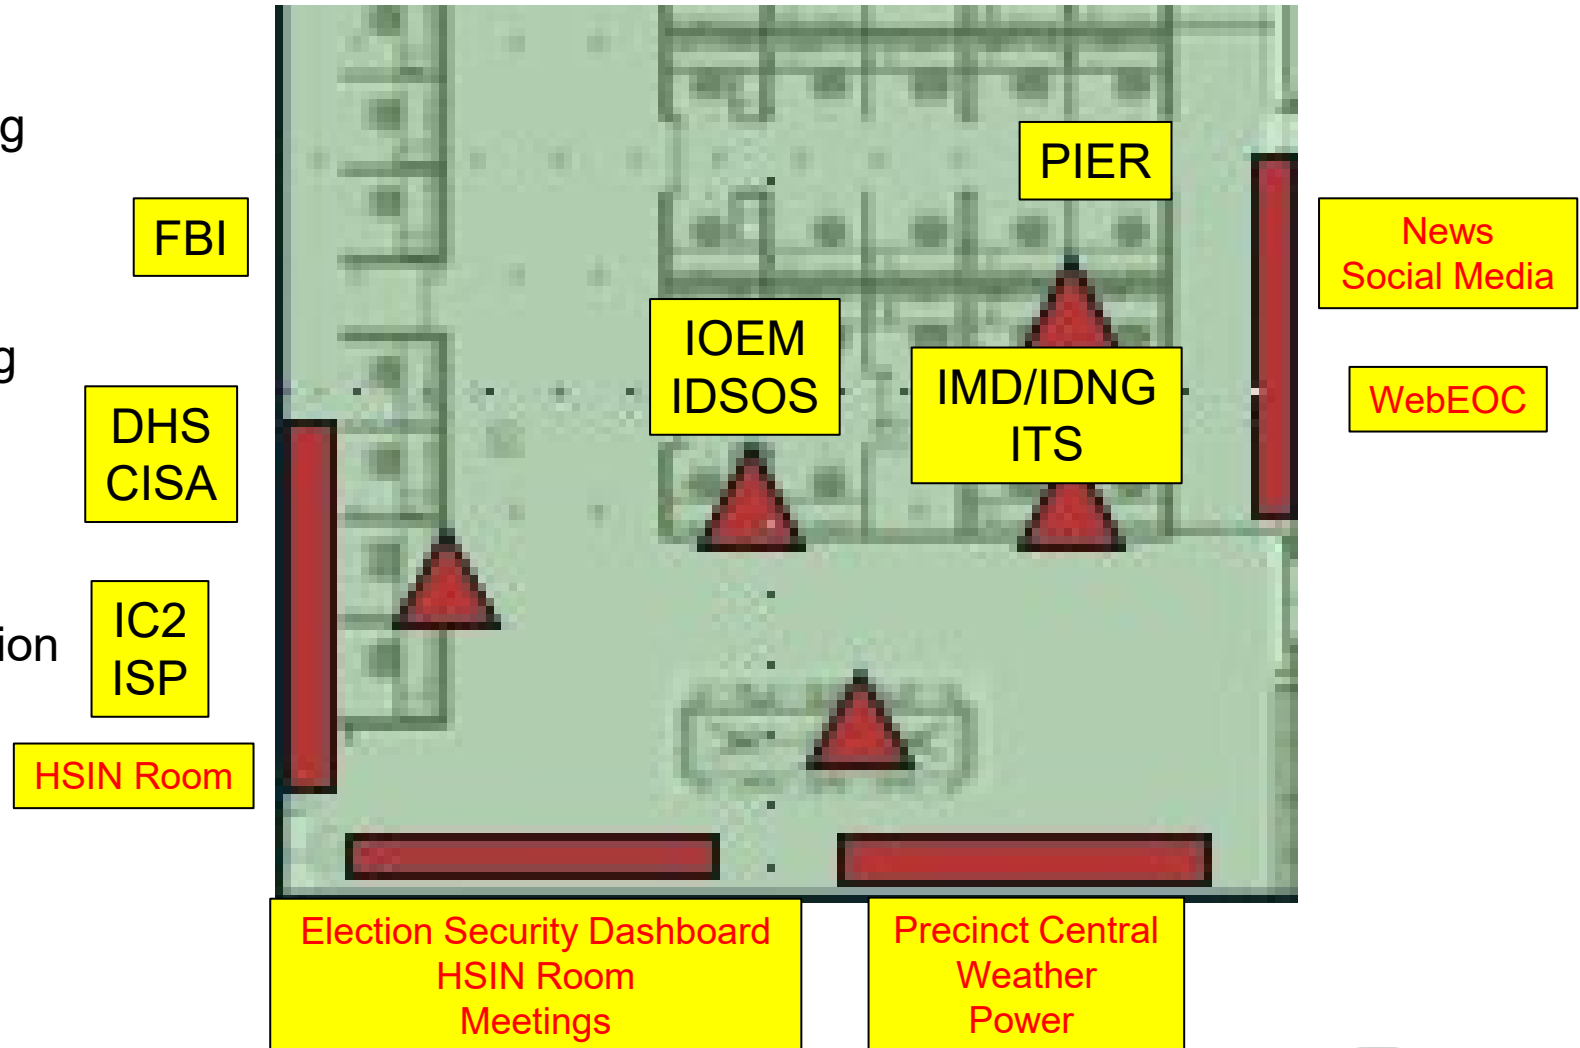 g
PIER
FBI
News
Social Media
IOEM
IDSOS
g
IMD/IDNG
ITS
WebEOC
DHS
CISA
IC2
ISP
ion
HSIN Room
Election Security Dashboard
HSIN Room
Meetings
Precinct Central
Weather
Power